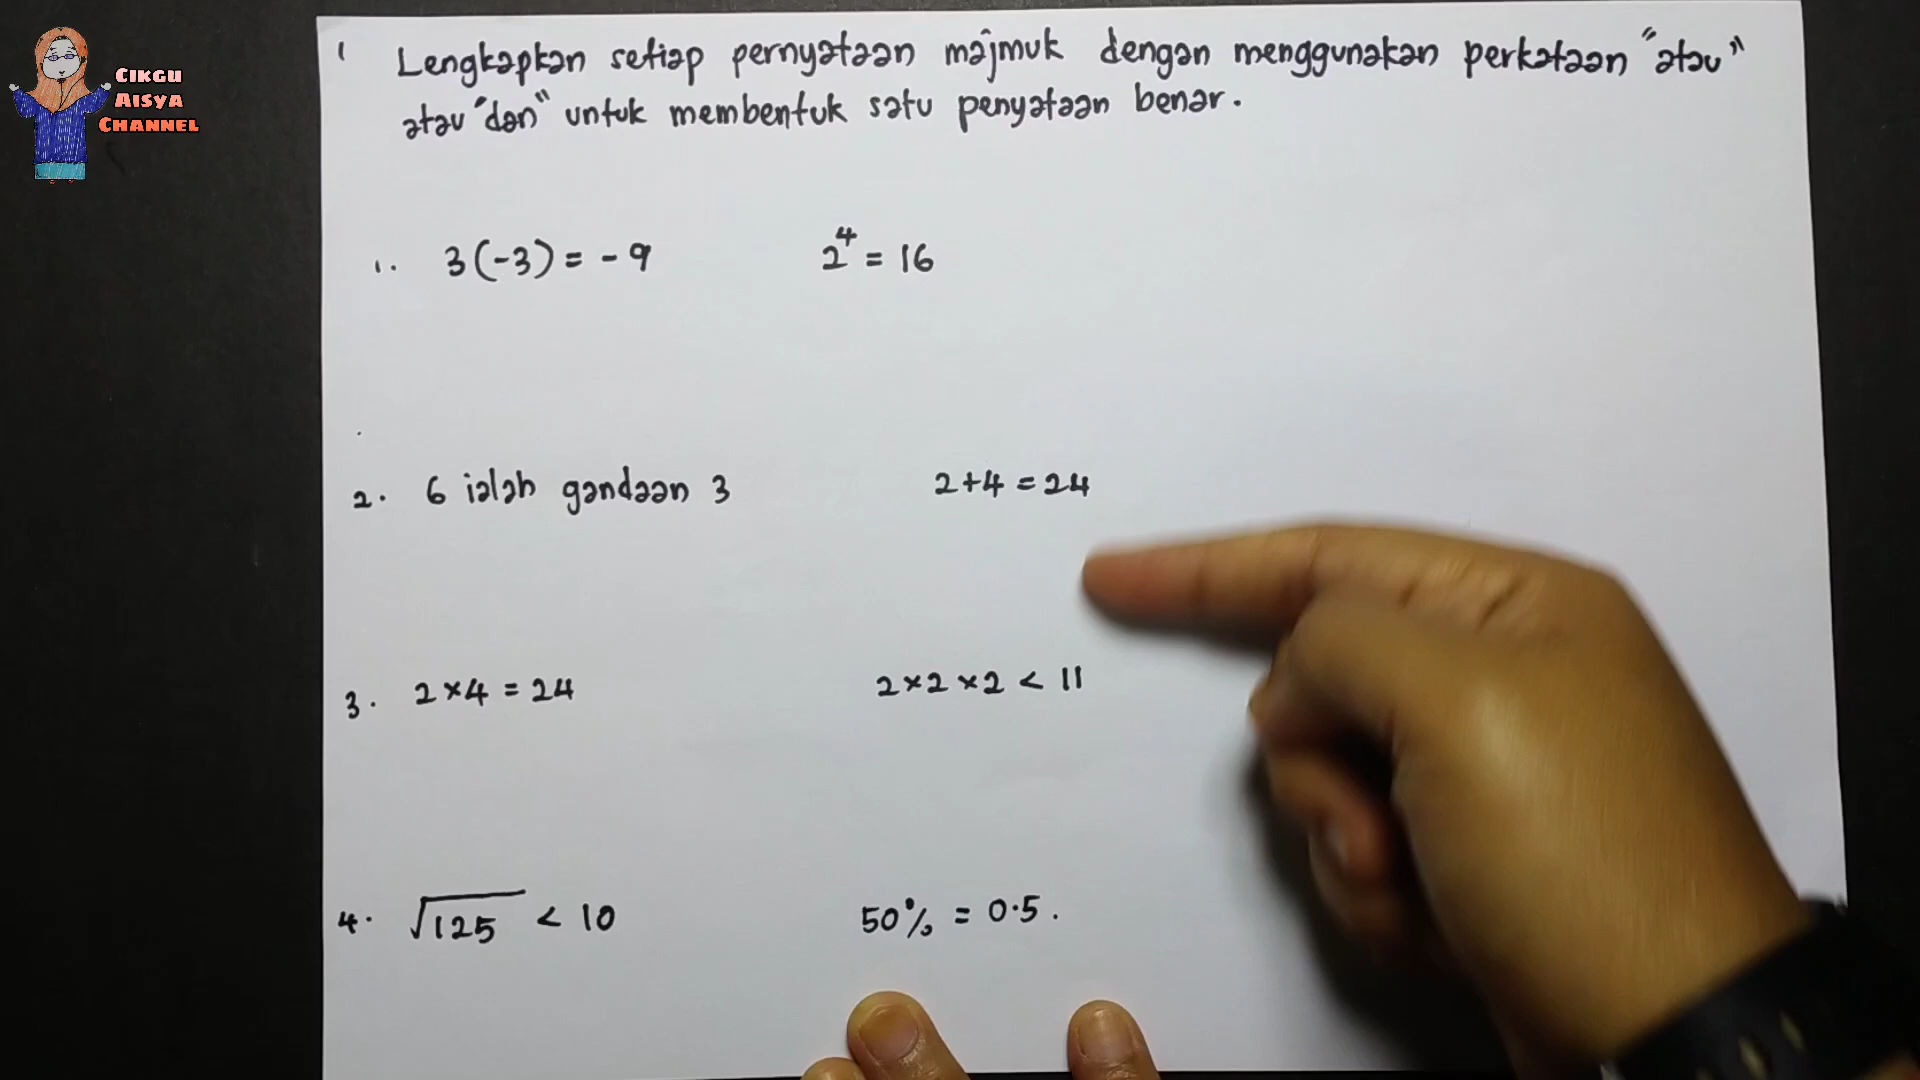 CIKGU
AISYA
CHANNEL
1 Lengkapkan setiap pernyataan majmuk dengan menggunakan perkataan "atau"
atau "dan" untuk membentuk satu penyataan benar.
1. 3(-3) = -9 2⁴ = 16
2. 6 ialah gandaan 3 2+4 = 24
3. 2×4 = 24 2×2×2 < 11
4. √125 < 10 50% = 0.5.